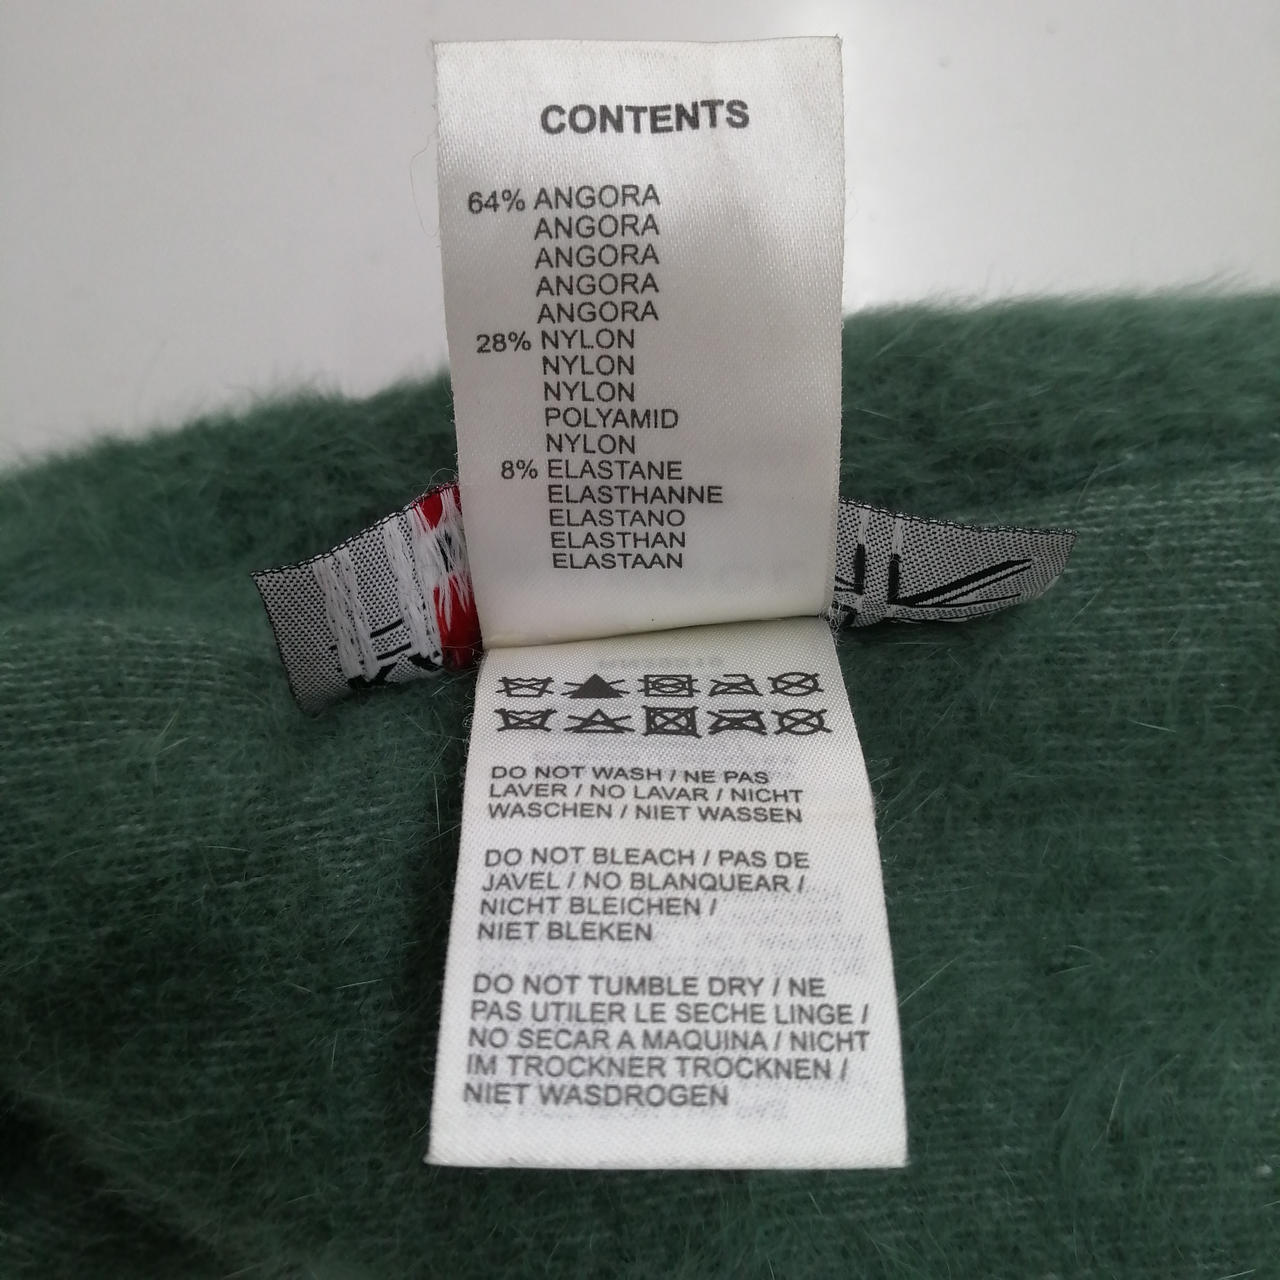 CONTENTS
64% ANGORA
ANGORA
ANGORA
ANGORA
ANGORA
28% NYLON
NYLON
NYLON
POLYAMID
NYLON
8% ELASTANE
ELASTHANNE
ELASTANO
ELASTHAN
ELASTAAN
DO NOT WASH / NE PAS
LAVER / NO LAVAR / NICHT
WASCHEN / NIET WASSEN
DO NOT BLEACH / PAS DE
JAVEL / NO BLANQUEAR /
NICHT BLEICHEN /
NIET BLEKEN
DO NOT TUMBLE DRY / NE
PAS UTILER LE SECHE LINGE /
NO SECAR A MAQUINA / NICHT
IM TROCKNER TROCKNEN /
NIET WASDROGEN